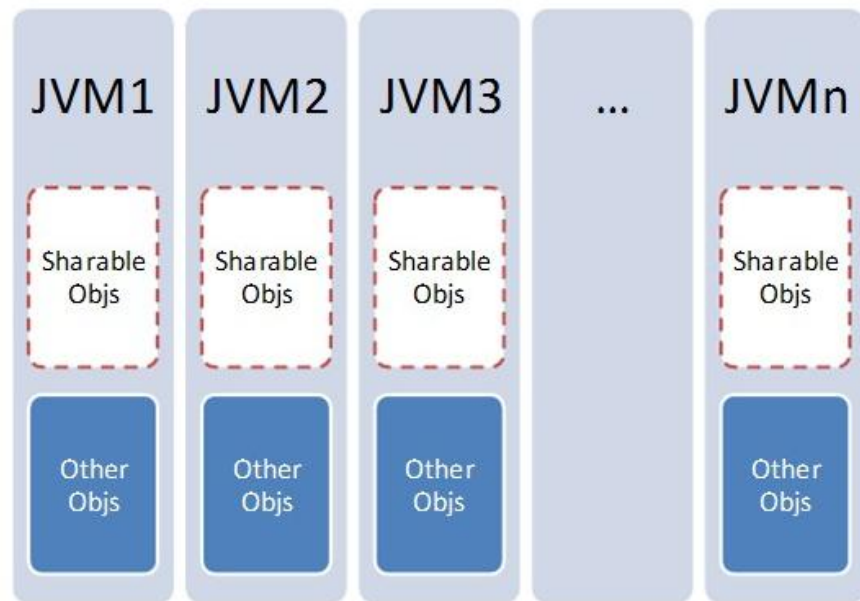 JVM1 JVM2 JVM3 ... JVMn
Sharable Sharable Sharable Sharable
Objs Objs Objs Objs
Other Other Other Other
Objs Objs Objs Objs